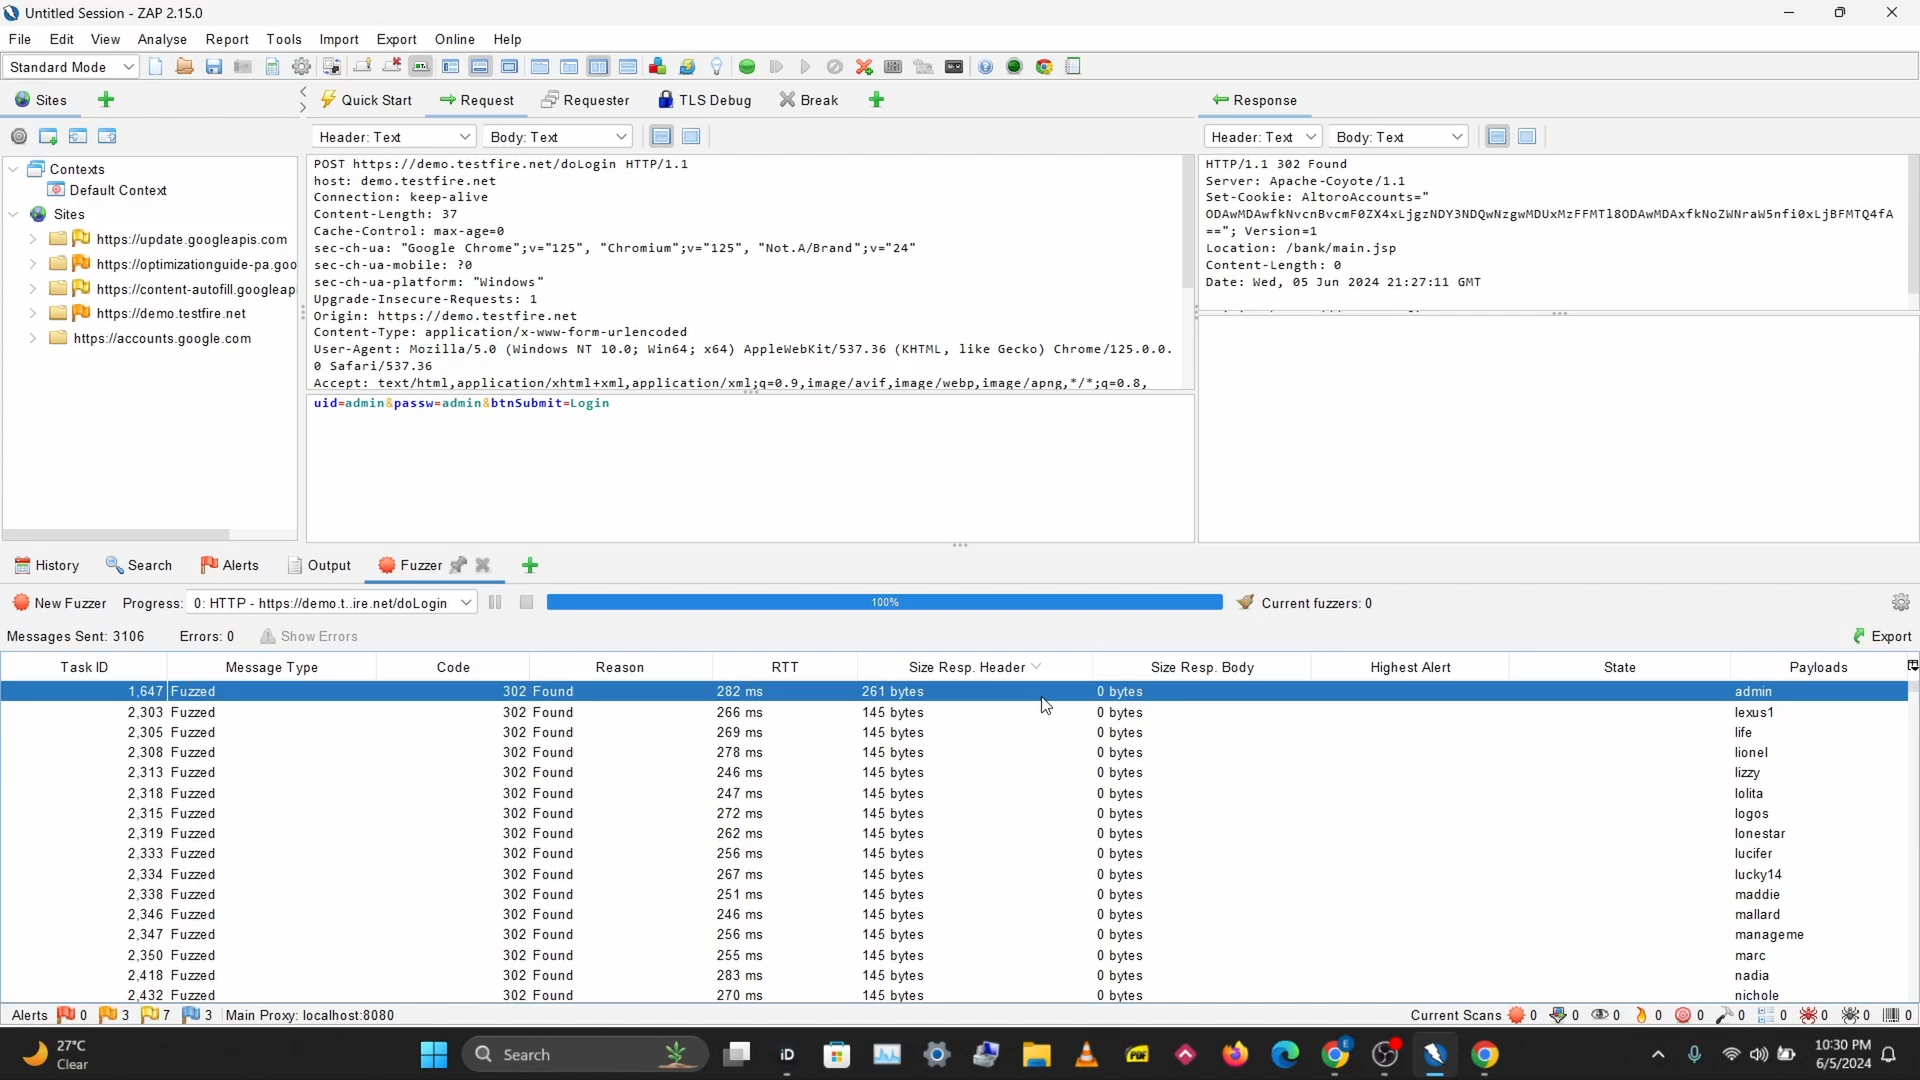 Untitled Session - ZAP 2.15.0
File Edit View Analyse Report Tools Import Export Online Help
Standard Mode
Sites
Quick Start
Request
Requester
TLS Debug
Break
Response
Header: Text
Body: Text
Header: Text
Body: Text
Contexts
Default Context
Sites
https://update.googleapis.com
https://optimizationguide-pa.goo
https://content-autofill.googleap
https://demo.testfire.net
https://accounts.google.com
POST https://demo.testfire.net/doLogin HTTP/1.1
host: demo.testfire.net
Connection: keep-alive
Content-Length: 37
Cache-Control: max-age=0
sec-ch-ua: "Google Chrome";v="125", "Chromium";v="125", "Not.A/Brand";v="24"
sec-ch-ua-mobile: ?0
sec-ch-ua-platform: "Windows"
Upgrade-Insecure-Requests: 1
Origin: https://demo.testfire.net
Content-Type: application/x-www-form-urlencoded
User-Agent: Mozilla/5.0 (Windows NT 10.0; Win64; x64) AppleWebKit/537.36 (KHTML, like Gecko) Chrome/125.0.0.
0 Safari/537.36
Accept: text/html,application/xhtml+xml,application/xml;q=0.9,image/avif,image/webp,image/apng,*/*;q=0.8,
uid=admin&passw=admin&btnSubmit=Login
HTTP/1.1 302 Found
Server: Apache-Coyote/1.1
Set-Cookie: AltoroAccounts="
=="; Version=1
Location: /bank/main.jsp
Content-Length: 0
Date: Wed, 05 Jun 2024 21:27:11 GMT
History
Search
Alerts
Output
Fuzzer
New Fuzzer Progress: 0: HTTP - https://demo.t..ire.net/doLogin 100% Current fuzzers: 0
Messages Sent: 3106 Errors: 0 Show Errors Export
Task ID Message Type Code Reason RTT Size Resp. Header Size Resp. Body Highest Alert State Payloads
1,647 Fuzzed 302 Found 282 ms 261 bytes 0 bytes admin
2,303 Fuzzed 302 Found 266 ms 145 bytes 0 bytes lexus1
2,305 Fuzzed 302 Found 269 ms 145 bytes 0 bytes life
2,308 Fuzzed 302 Found 278 ms 145 bytes 0 bytes lionel
2,313 Fuzzed 302 Found 246 ms 145 bytes 0 bytes lizzy
2,318 Fuzzed 302 Found 247 ms 145 bytes 0 bytes lolita
2,315 Fuzzed 302 Found 272 ms 145 bytes 0 bytes logos
2,319 Fuzzed 302 Found 262 ms 145 bytes 0 bytes lonestar
2,333 Fuzzed 302 Found 256 ms 145 bytes 0 bytes lucifer
2,334 Fuzzed 302 Found 267 ms 145 bytes 0 bytes lucky14
2,338 Fuzzed 302 Found 251 ms 145 bytes 0 bytes maddie
2,346 Fuzzed 302 Found 246 ms 145 bytes 0 bytes mallard
2,347 Fuzzed 302 Found 256 ms 145 bytes 0 bytes manageme
2,350 Fuzzed 302 Found 255 ms 145 bytes 0 bytes marc
2,418 Fuzzed 302 Found 283 ms 145 bytes 0 bytes nadia
2,432 Fuzzed 302 Found 270 ms 145 bytes 0 bytes nichole
Alerts 0 3 7 3 Main Proxy: localhost:8080 Current Scans 0 0 0 0 0 0 0 0 0 0
27°C
Clear
Search
10:30 PM
6/5/2024